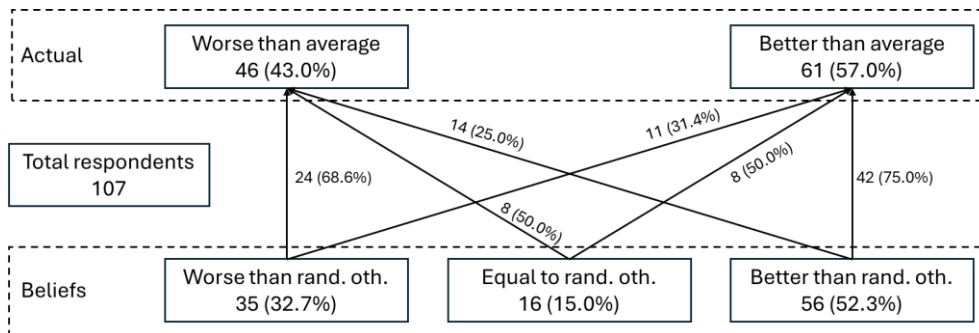 Actual
Worse than average
46 (43.0%)
Better than average
61 (57.0%)
14 (25.0%)
11 (31.4%)
Total respondents
107
24 (68.6%)
8 (50.0%)
8 (50.0%)
42 (75.0%)
Beliefs
Worse than rand. oth.
35 (32.7%)
Equal to rand. oth.
16 (15.0%)
Better than rand. oth.
56 (52.3%)